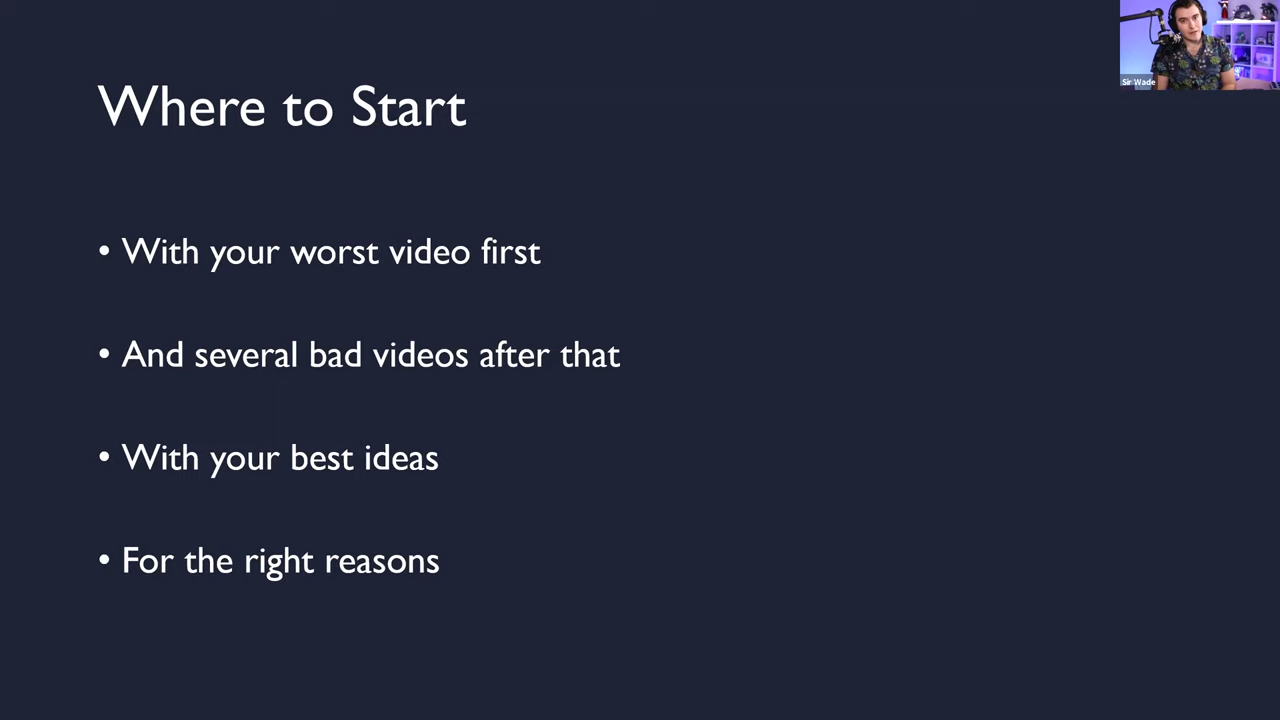 Where to Start
• With your worst video first
• And several bad videos after that
• With your best ideas
• For the right reasons
Sir Wade